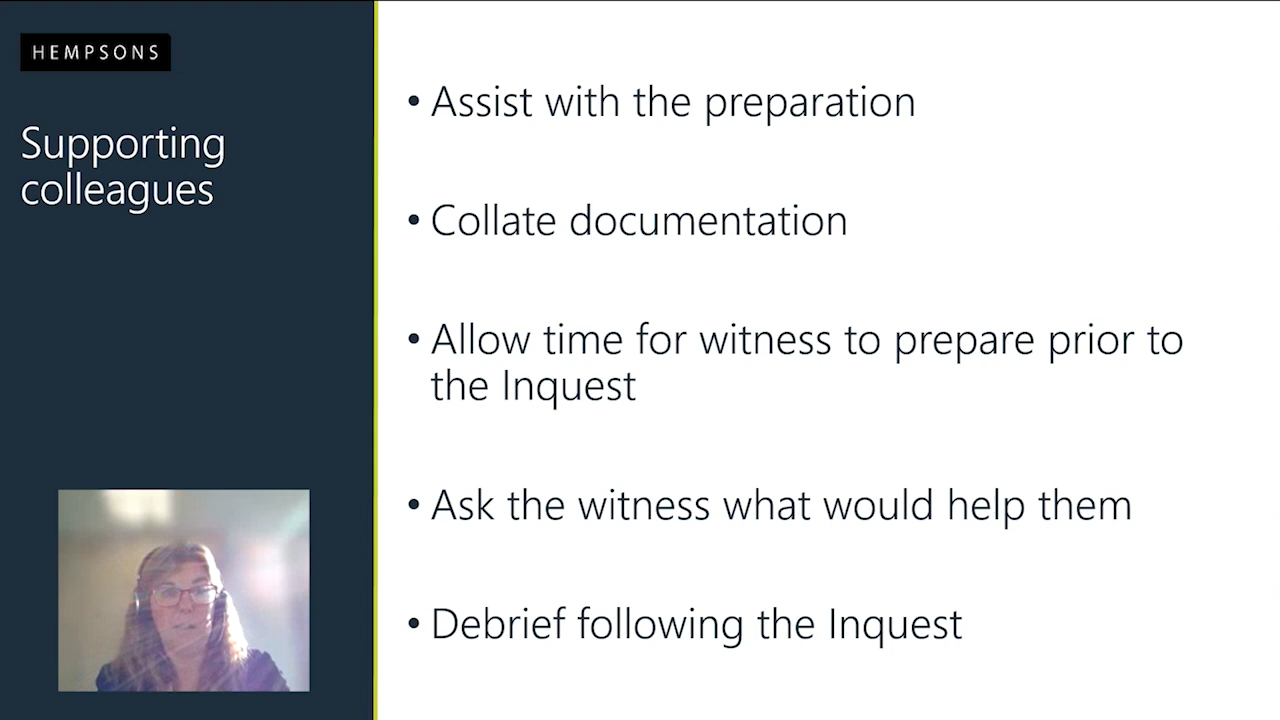 HEMPSONS
Supporting
colleagues
• Assist with the preparation
• Collate documentation
• Allow time for witness to prepare prior to
the Inquest
• Ask the witness what would help them
• Debrief following the Inquest